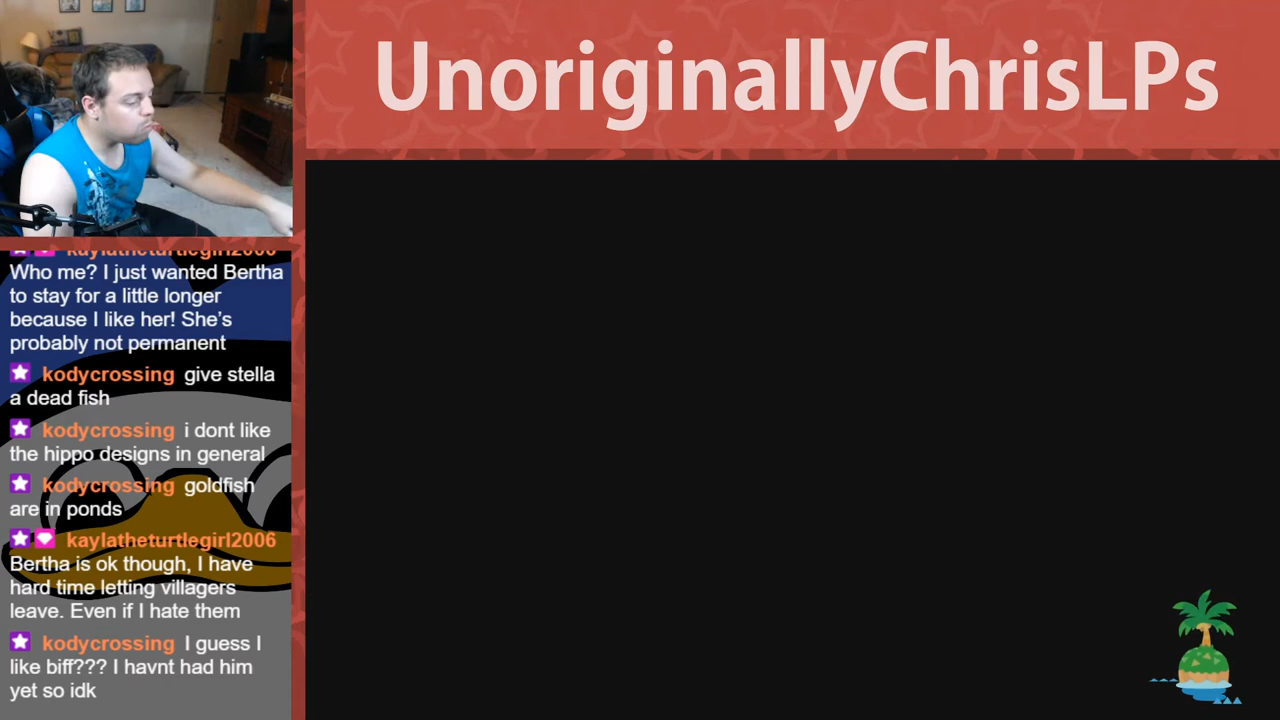 UnoriginallyChrisLPs
kaylatheturtlegirl2006
Who me? I just wanted Bertha
to stay for a little longer
because I like her! She's
probably not permanent
kodycrossing give stella
a dead fish
kodycrossing i dont like
the hippo designs in general
kodycrossing goldfish
are in ponds
kaylatheturtlegirl2006
Bertha is ok though, I have
hard time letting villagers
leave. Even if I hate them
kodycrossing I guess I
like biff??? I havnt had him
yet so idk